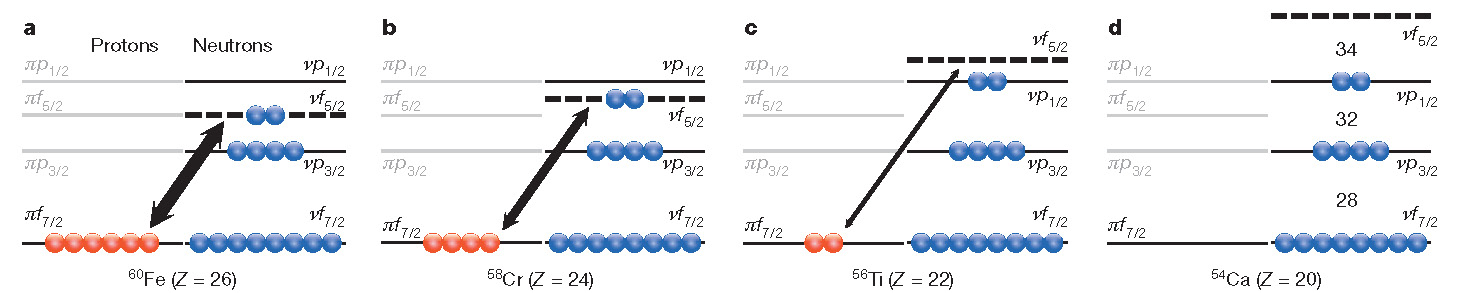 a
Protons Neutrons
πp1/2 νp1/2
πf5/2 νf5/2
πp3/2 νp3/2
πf7/2 νf7/2
60Fe (Z = 26)
b
πp1/2 νp1/2
πf5/2 νf5/2
πp3/2 νp3/2
πf7/2 νf7/2
58Cr (Z = 24)
c
νf5/2
πp1/2 νp1/2
πf5/2
πp3/2 νp3/2
πf7/2 νf7/2
56Ti (Z = 22)
d
νf5/2
34
πp1/2 νp1/2
πf5/2
32
πp3/2 νp3/2
28
πf7/2 νf7/2
54Ca (Z = 20)